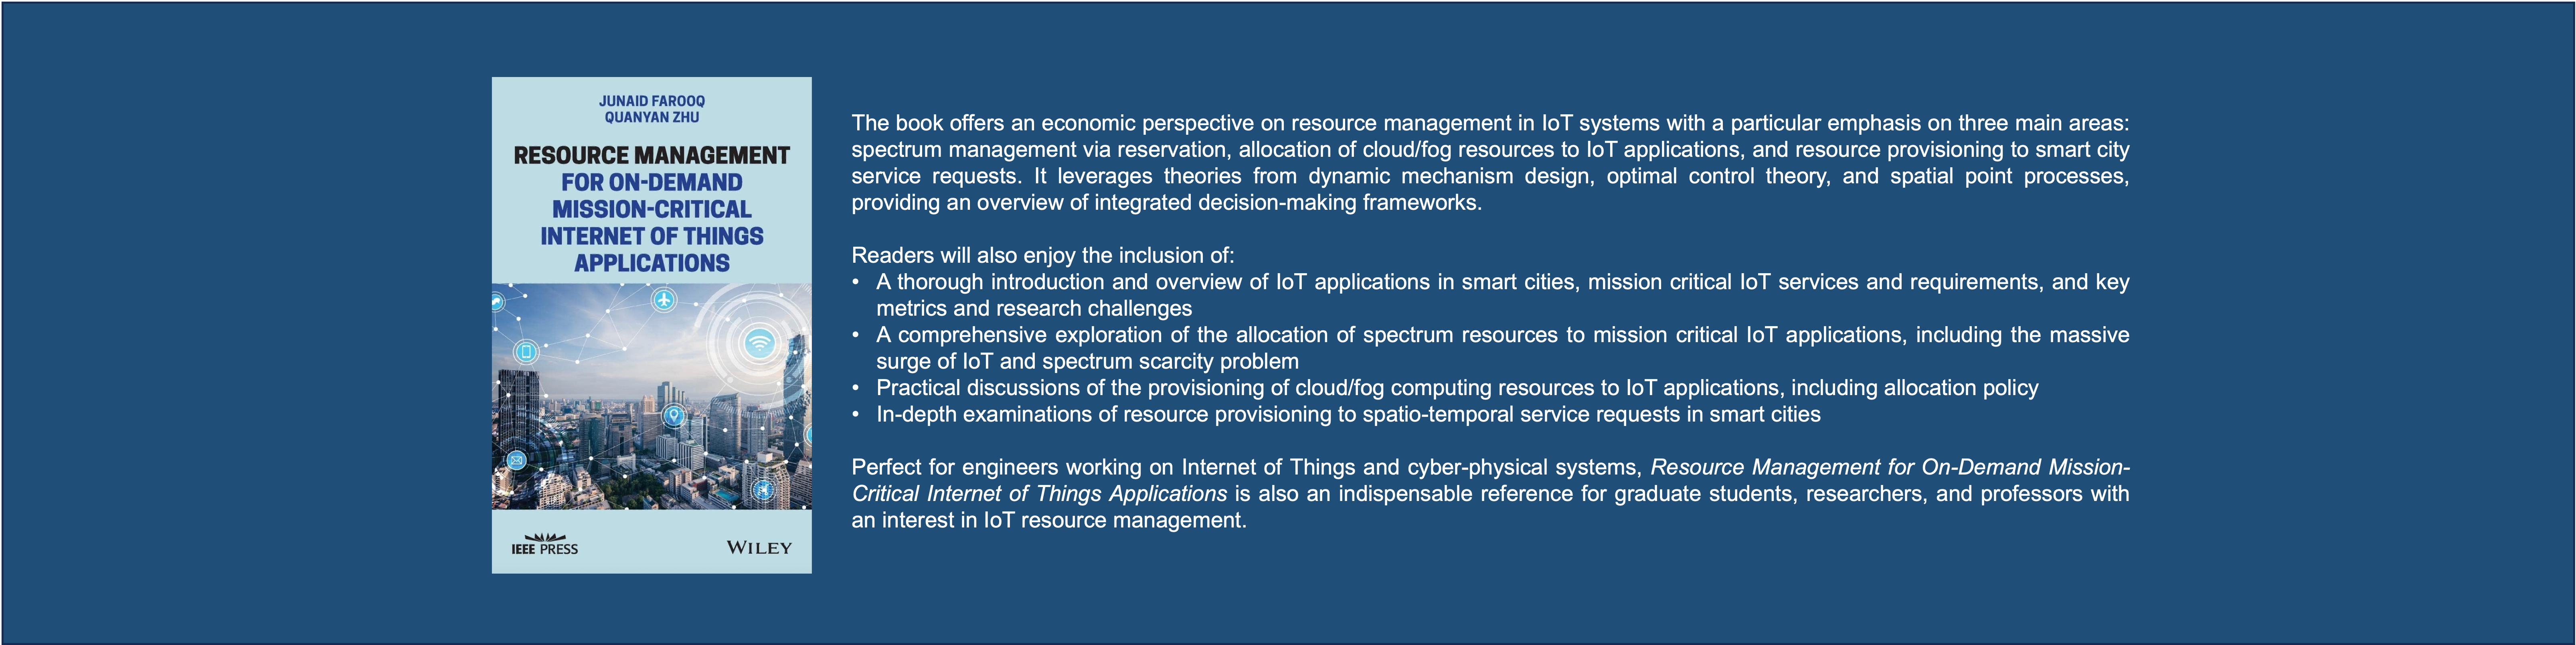 JUNAID FAROOQ
QUANYAN ZHU
RESOURCE MANAGEMENT
FOR ON-DEMAND
MISSION-CRITICAL
INTERNET OF THINGS
APPLICATIONS
IEEE PRESS
WILEY
The book offers an economic perspective on resource management in IoT systems with a particular emphasis on three main areas:
spectrum management via reservation, allocation of cloud/fog resources to IoT applications, and resource provisioning to smart city
service requests. It leverages theories from dynamic mechanism design, optimal control theory, and spatial point processes,
providing an overview of integrated decision-making frameworks.
Readers will also enjoy the inclusion of:
• A thorough introduction and overview of IoT applications in smart cities, mission critical IoT services and requirements, and key
metrics and research challenges
• A comprehensive exploration of the allocation of spectrum resources to mission critical IoT applications, including the massive
surge of IoT and spectrum scarcity problem
• Practical discussions of the provisioning of cloud/fog computing resources to IoT applications, including allocation policy
• In-depth examinations of resource provisioning to spatio-temporal service requests in smart cities
Perfect for engineers working on Internet of Things and cyber-physical systems, Resource Management for On-Demand Mission-
Critical Internet of Things Applications is also an indispensable reference for graduate students, researchers, and professors with
an interest in IoT resource management.